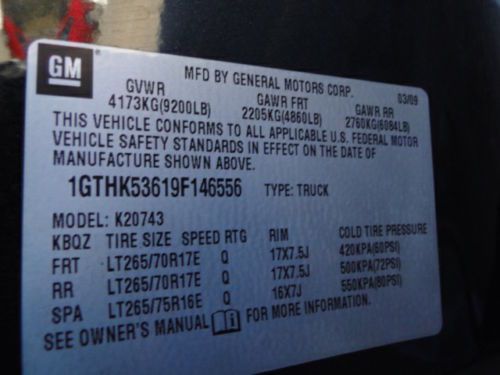 GM
MFD BY GENERAL MOTORS CORP. 03/09
GVWR GAWR FRT GAWR RR
4173KG(9200LB) 2205KG(4860LB) 2760KG(6084LB)
THIS VEHICLE CONFORMS TO ALL APPLICABLE U.S. FEDERAL MOTOR
VEHICLE SAFETY STANDARDS IN EFFECT ON THE DATE OF
MANUFACTURE SHOWN ABOVE.
1GTHK53619F146556 TYPE: TRUCK
MODEL: K20743
KBQZ TIRE SIZE SPEED RTG RIM COLD TIRE PRESSURE
FRT LT265/70R17E Q 17X7.5J 420KPA(60PSI)
RR LT265/70R17E Q 17X7.5J 500KPA(72PSI)
SPA LT265/75R16E Q 16X7J 550KPA(80PSI)
SEE OWNER'S MANUAL FOR MORE INFORMATION.